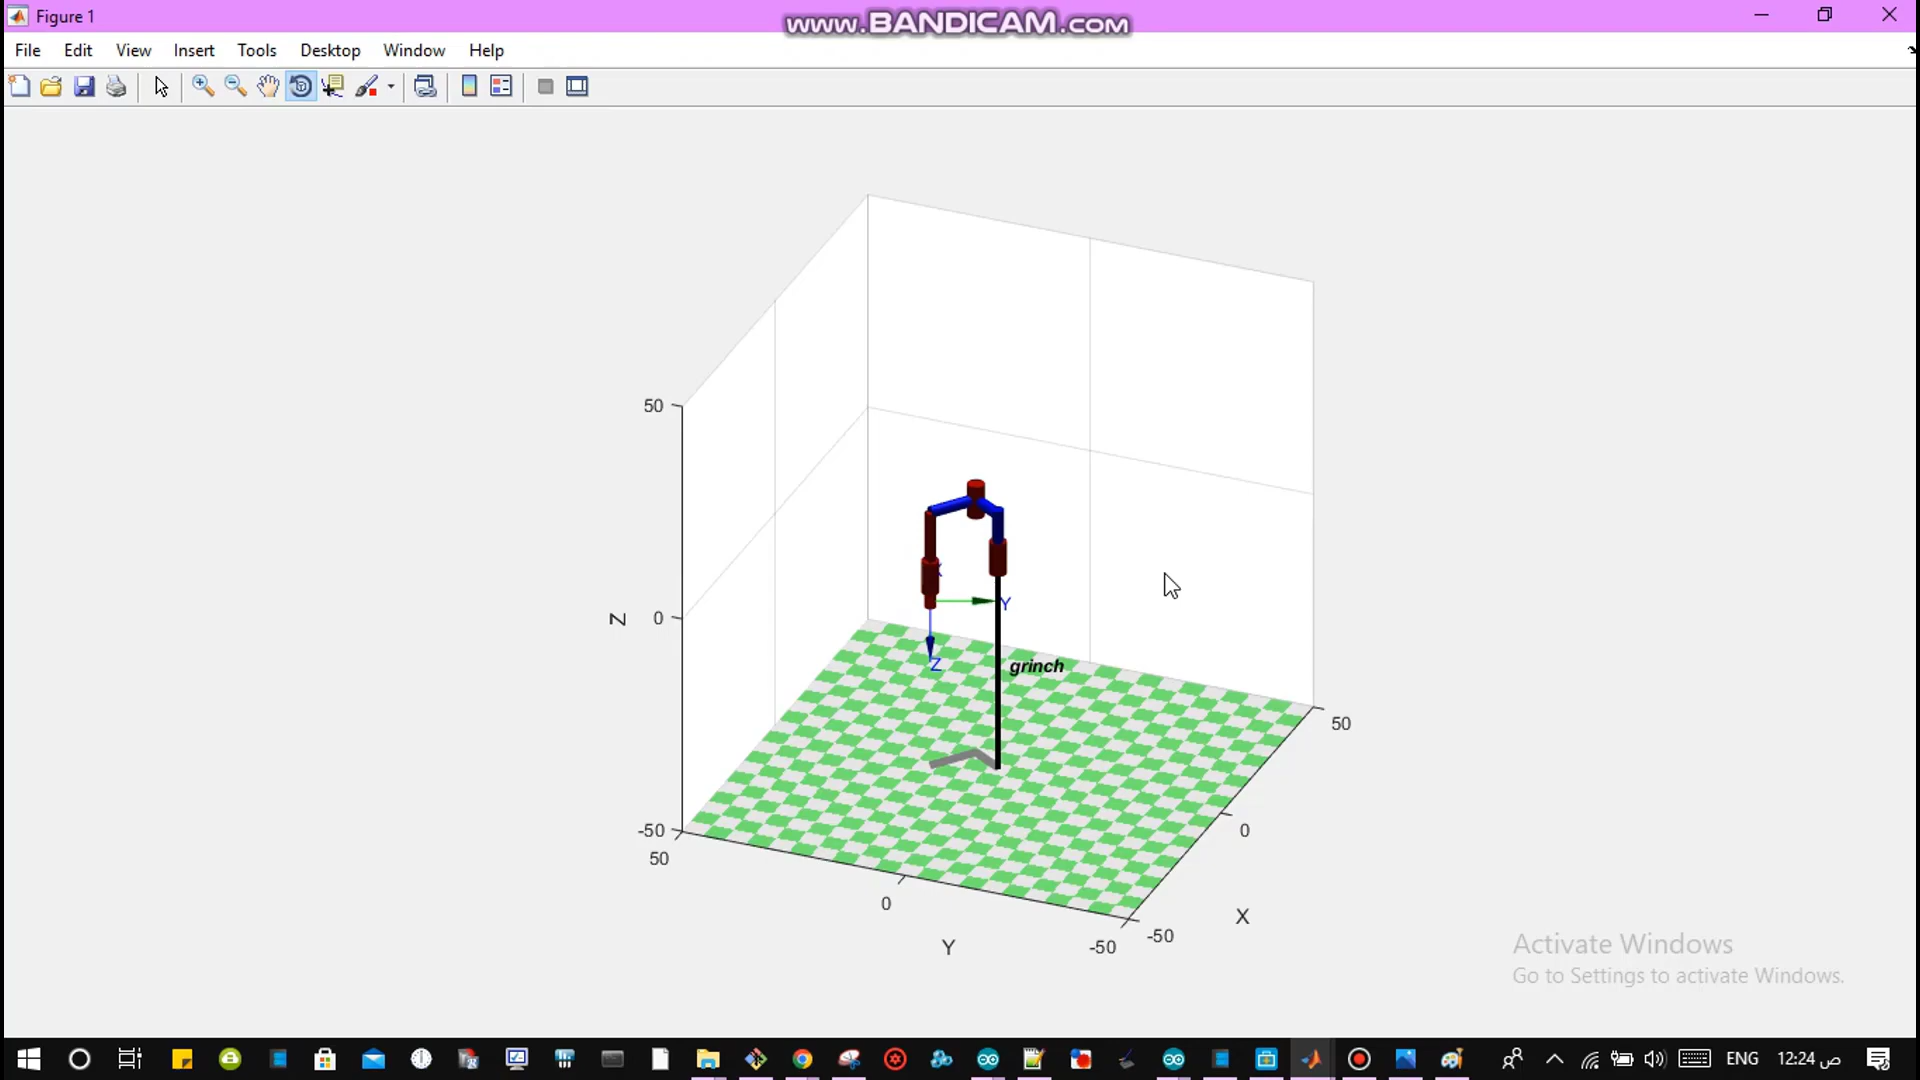 Figure 1
www.BANDICAM.com
File Edit View Insert Tools Desktop Window Help
50
Z
0
-50
X
Y
Z
grinch
50
0
-50
Y
50
0
-50
X
Activate Windows
Go to Settings to activate Windows.
ENG 12:24 ص